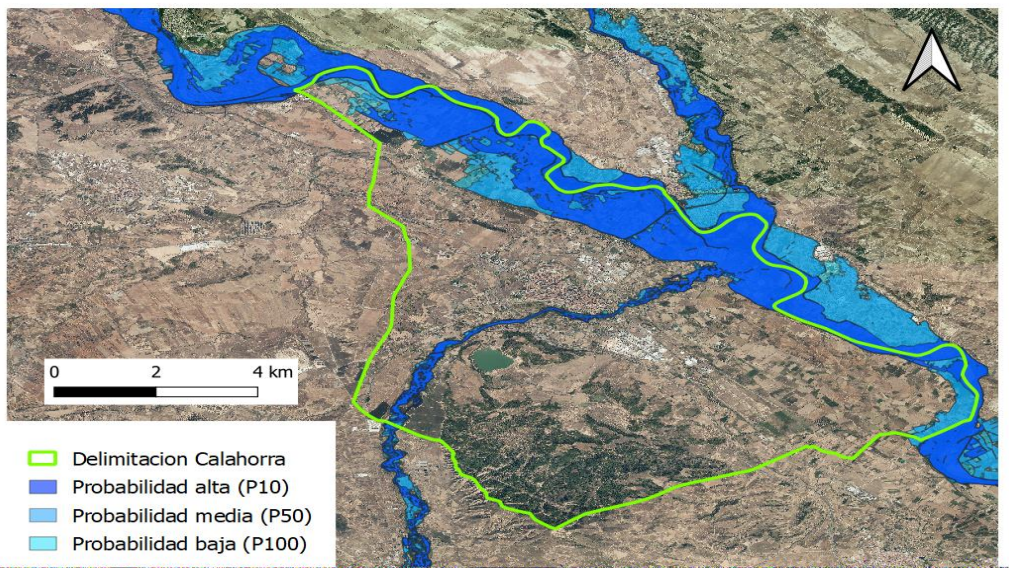 0 2 4 km
Delimitacion Calahorra
Probabilidad alta (P10)
Probabilidad media (P50)
Probabilidad baja (P100)